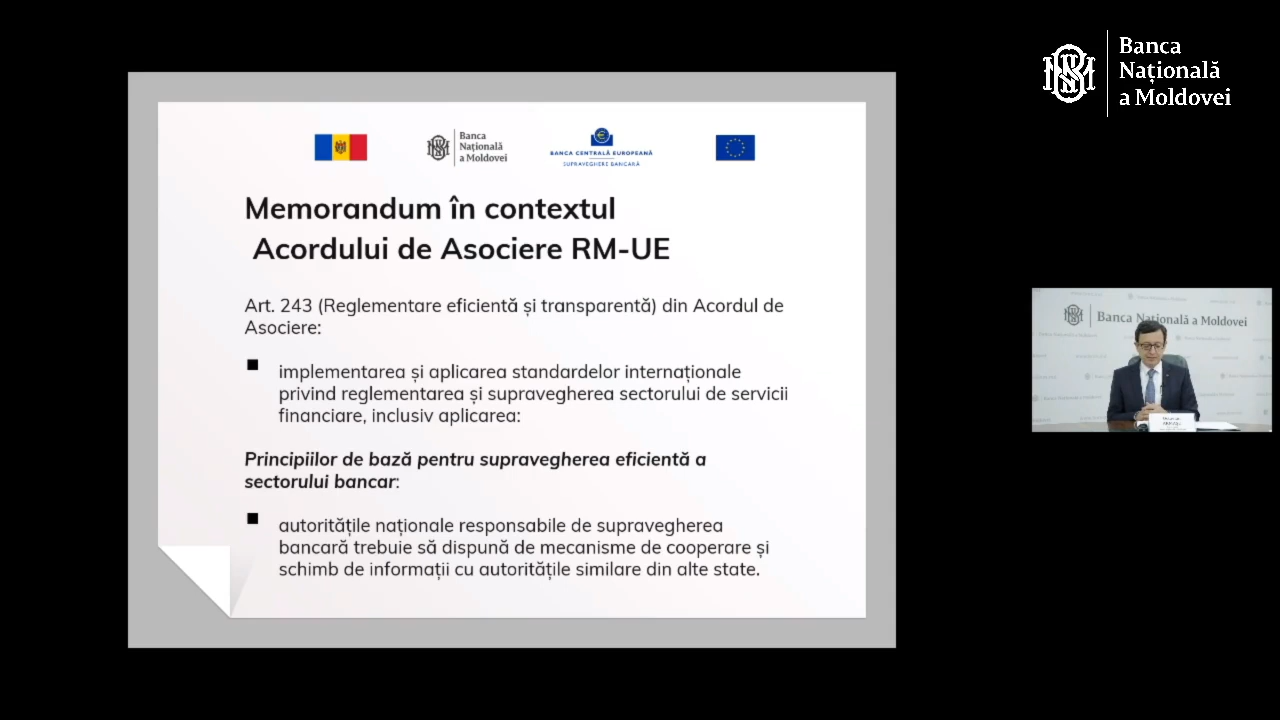 Banca
Națională
a Moldovei
Banca
Națională
a Moldovei
BANCA CENTRALĂ EUROPEANĂ
SUPRAVEGHERE BANCARĂ
Memorandum în contextul
Acordului de Asociere RM-UE
Art. 243 (Reglementare eficientă și transparentă) din Acordul de
Asociere:
implementarea și aplicarea standardelor internaționale
privind reglementarea și supravegherea sectorului de servicii
financiare, inclusiv aplicarea:
Principiilor de bază pentru supravegherea eficientă a
sectorului bancar:
autoritățile naționale responsabile de supravegherea
bancară trebuie să dispună de mecanisme de cooperare și
schimb de informații cu autoritățile similare din alte state.
Banca Națională a Moldovei